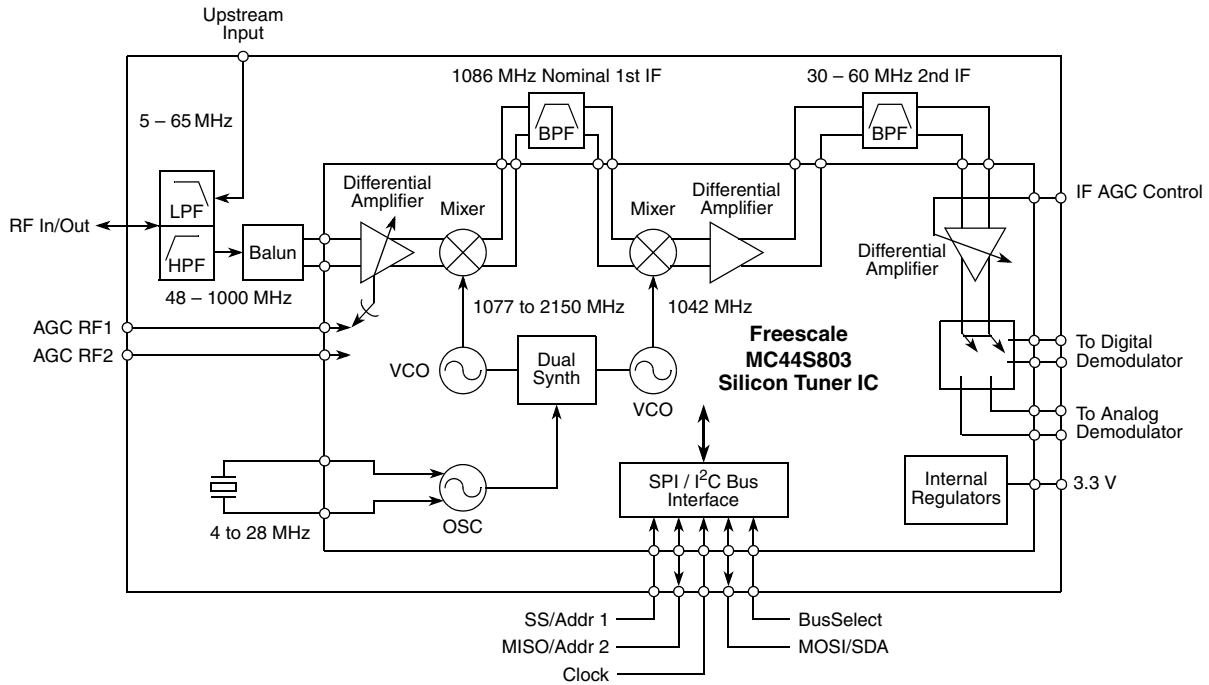 Upstream
Input
1086 MHz Nominal 1st IF
30 – 60 MHz 2nd IF
5 – 65 MHz
BPF
BPF
LPF
HPF
RF In/Out
Balun
48 – 1000 MHz
Differential
Amplifier
Mixer
Mixer
Differential
Amplifier
Differential
Amplifier
IF AGC Control
AGC RF1
AGC RF2
1077 to 2150 MHz
1042 MHz
VCO
Dual
Synth
VCO
Freescale
MC44S803
Silicon Tuner IC
To Digital
Demodulator
To Analog
Demodulator
4 to 28 MHz
OSC
SPI / I²C Bus
Interface
Internal
Regulators
3.3 V
SS/Addr 1
MISO/Addr 2
Clock
BusSelect
MOSI/SDA